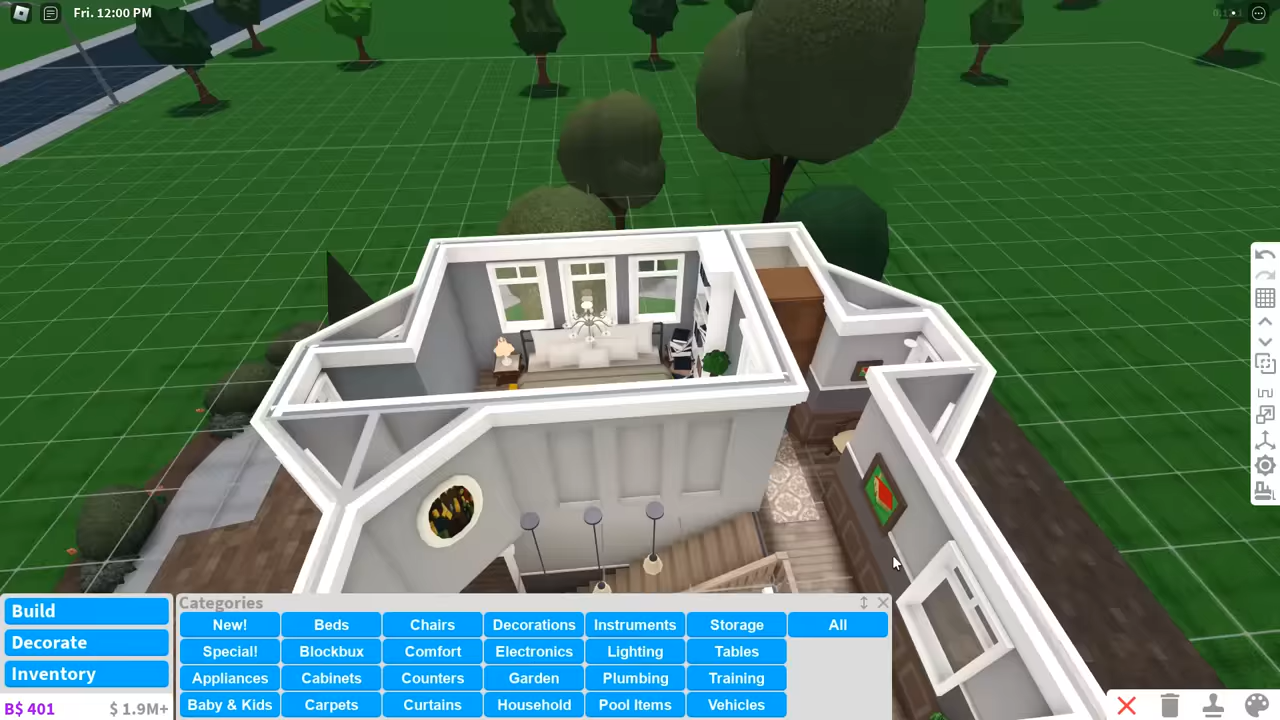 Fri. 12:00 PM
Build
Decorate
Inventory
B$ 401
$ 1.9M+
Categories
New! Beds Chairs Decorations Instruments Storage All
Special! Blockbux Comfort Electronics Lighting Tables
Appliances Cabinets Counters Garden Plumbing Training
Baby & Kids Carpets Curtains Household Pool Items Vehicles